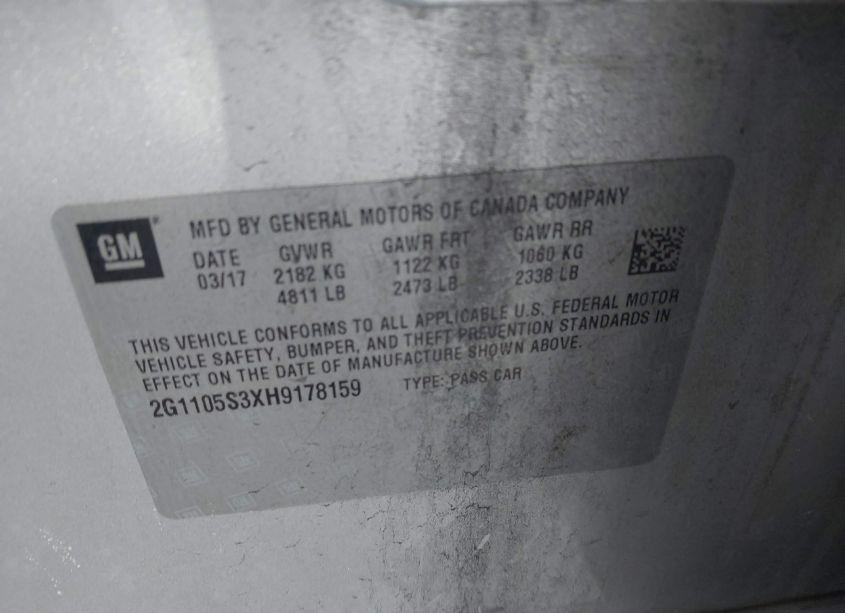 GM
MFD BY GENERAL MOTORS OF CANADA COMPANY
DATE GVWR GAWR FRT GAWR RR
03/17 2182 KG 1122 KG 1060 KG
4811 LB 2473 LB 2338 LB
THIS VEHICLE CONFORMS TO ALL APPLICABLE U.S. FEDERAL MOTOR
VEHICLE SAFETY, BUMPER, AND THEFT PREVENTION STANDARDS IN
EFFECT ON THE DATE OF MANUFACTURE SHOWN ABOVE.
2G1105S3XH9178159 TYPE: PASS CAR